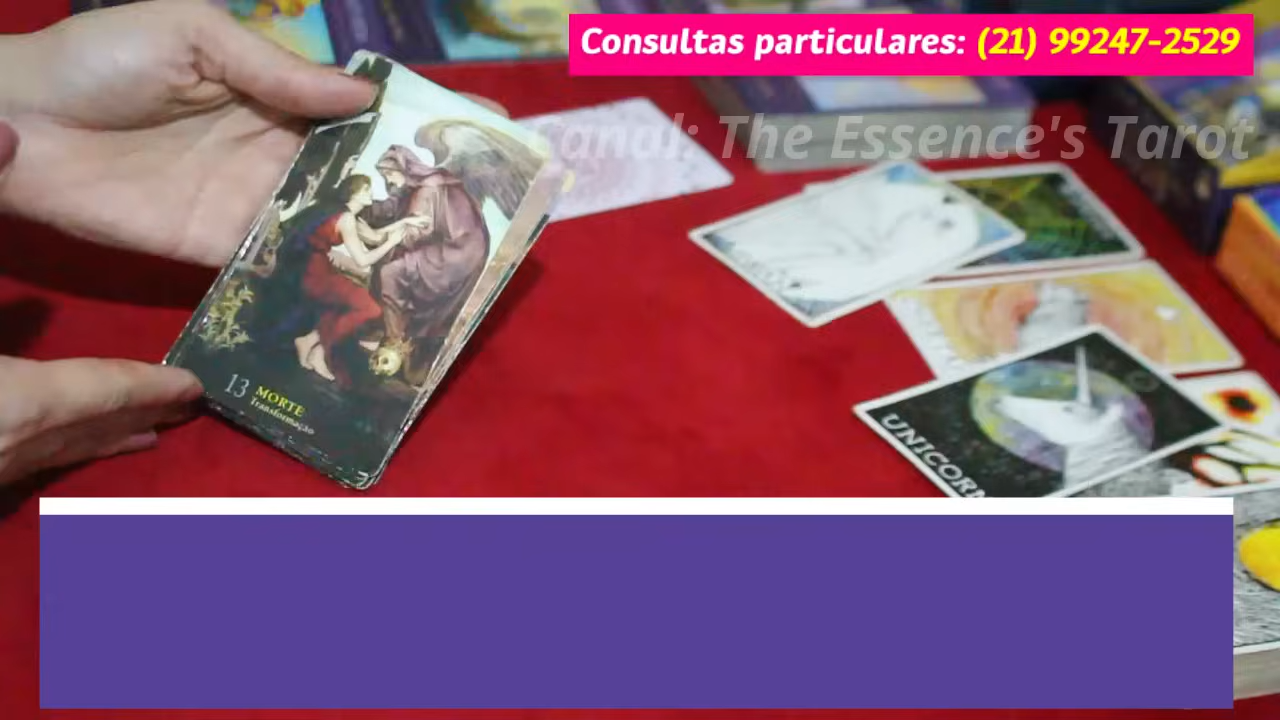 Consultas particulares: (21) 99247-2529
Canal: The Essence's Tarot
13 MORTE
Transformação
UNICORN